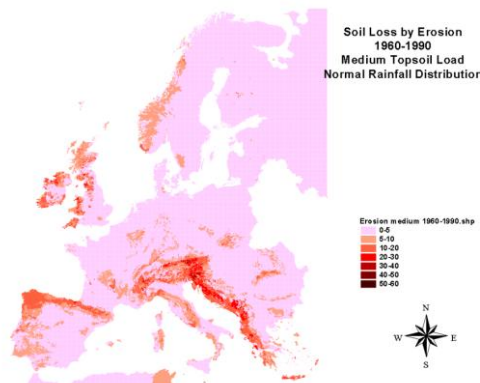 Soil Loss by Erosion
1960-1990
Medium Topsoil Load
Normal Rainfall Distribution
Erosion medium 1960-1990.shp
0-5
5-10
10-20
20-30
30-40
40-50
50-60
N
W E
S